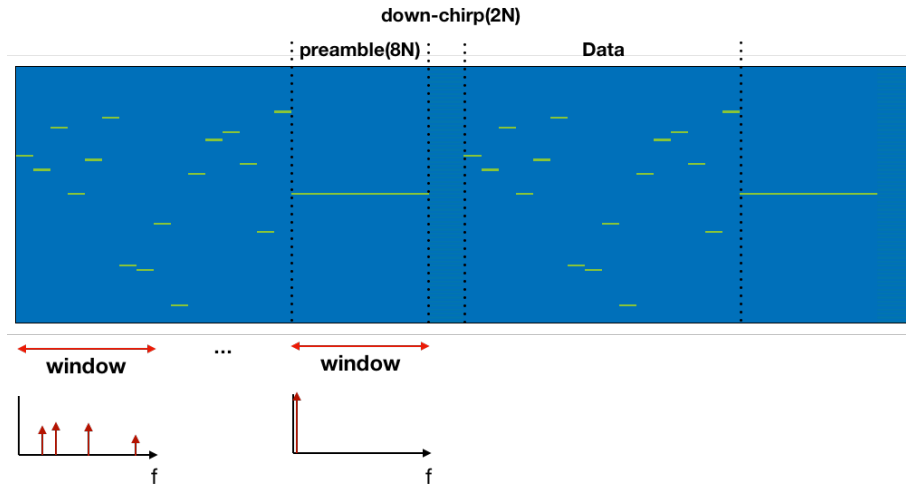 down-chirp(2N)
preamble(8N)
Data
window
...
window
f
f